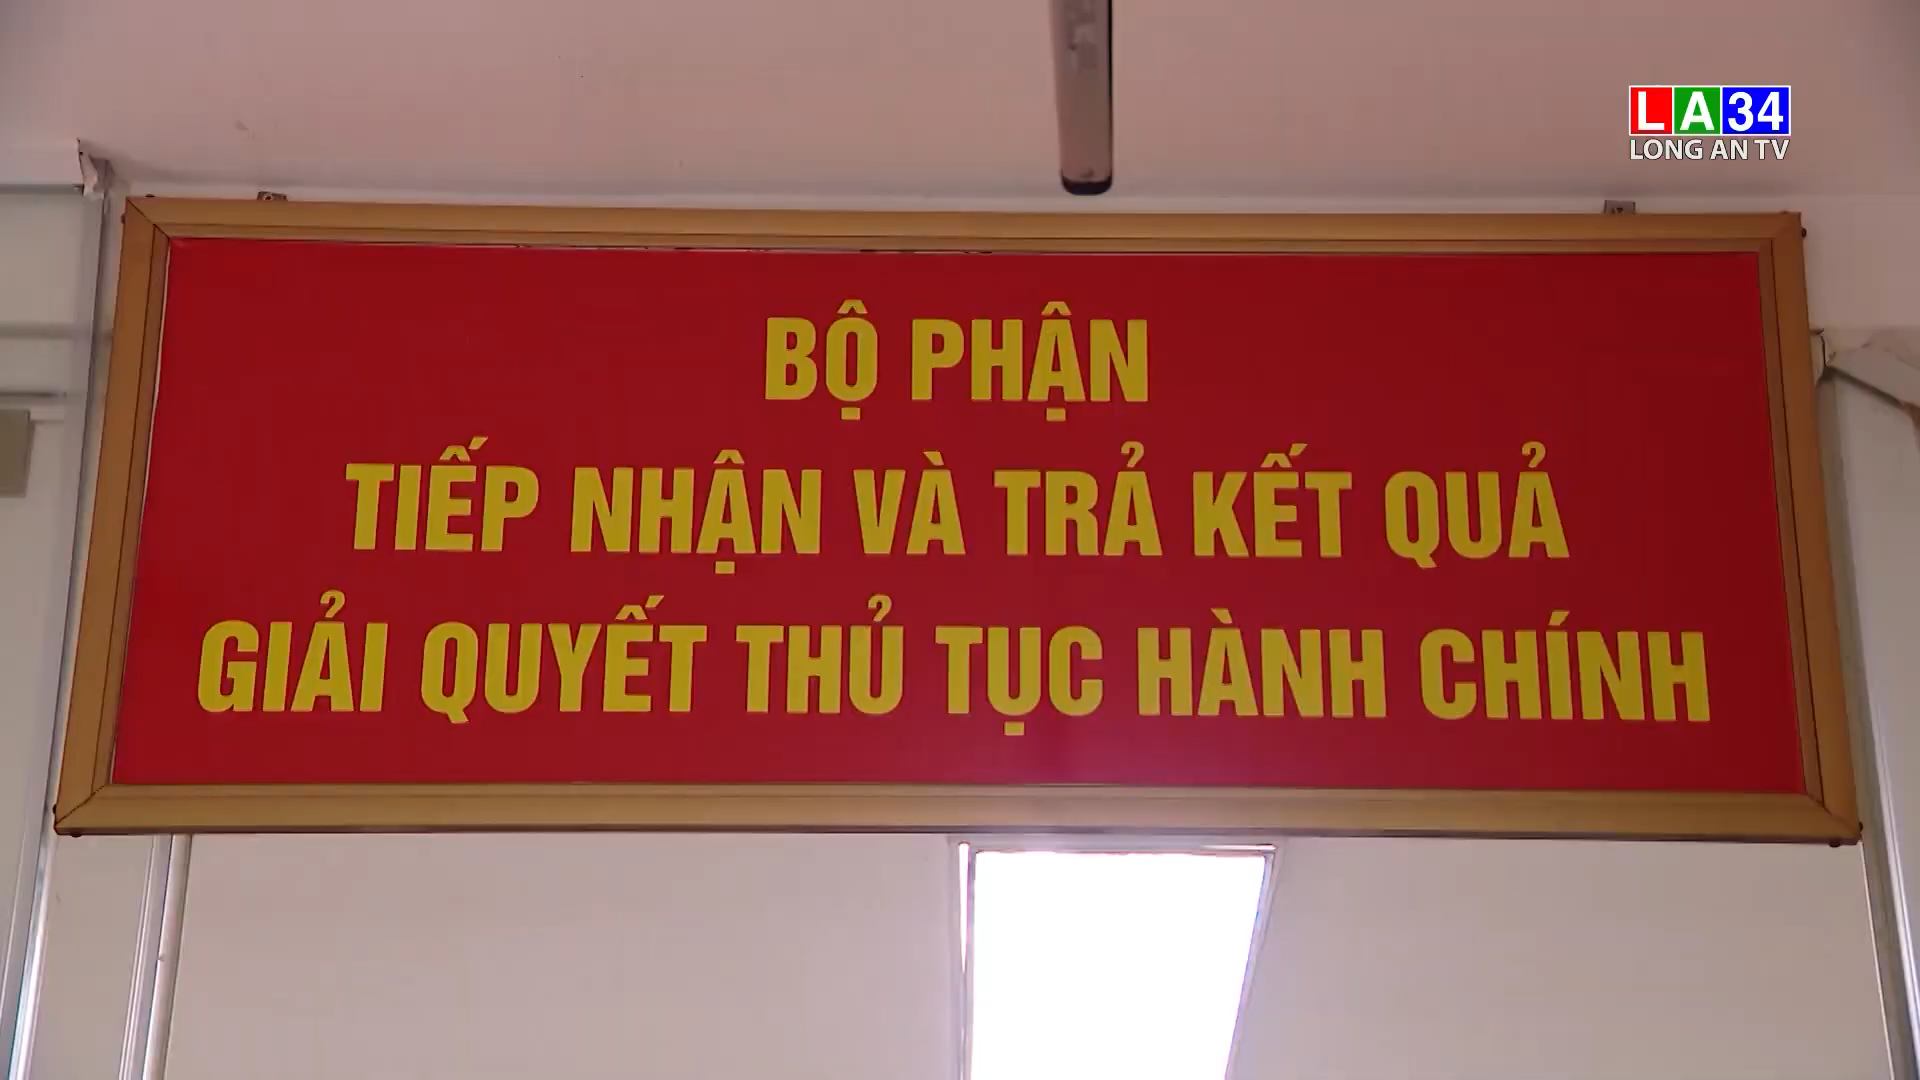 LA34
LONG AN TV
BỘ PHẬN
TIẾP NHẬN VÀ TRẢ KẾT QUẢ
GIẢI QUYẾT THỦ TỤC HÀNH CHÍNH